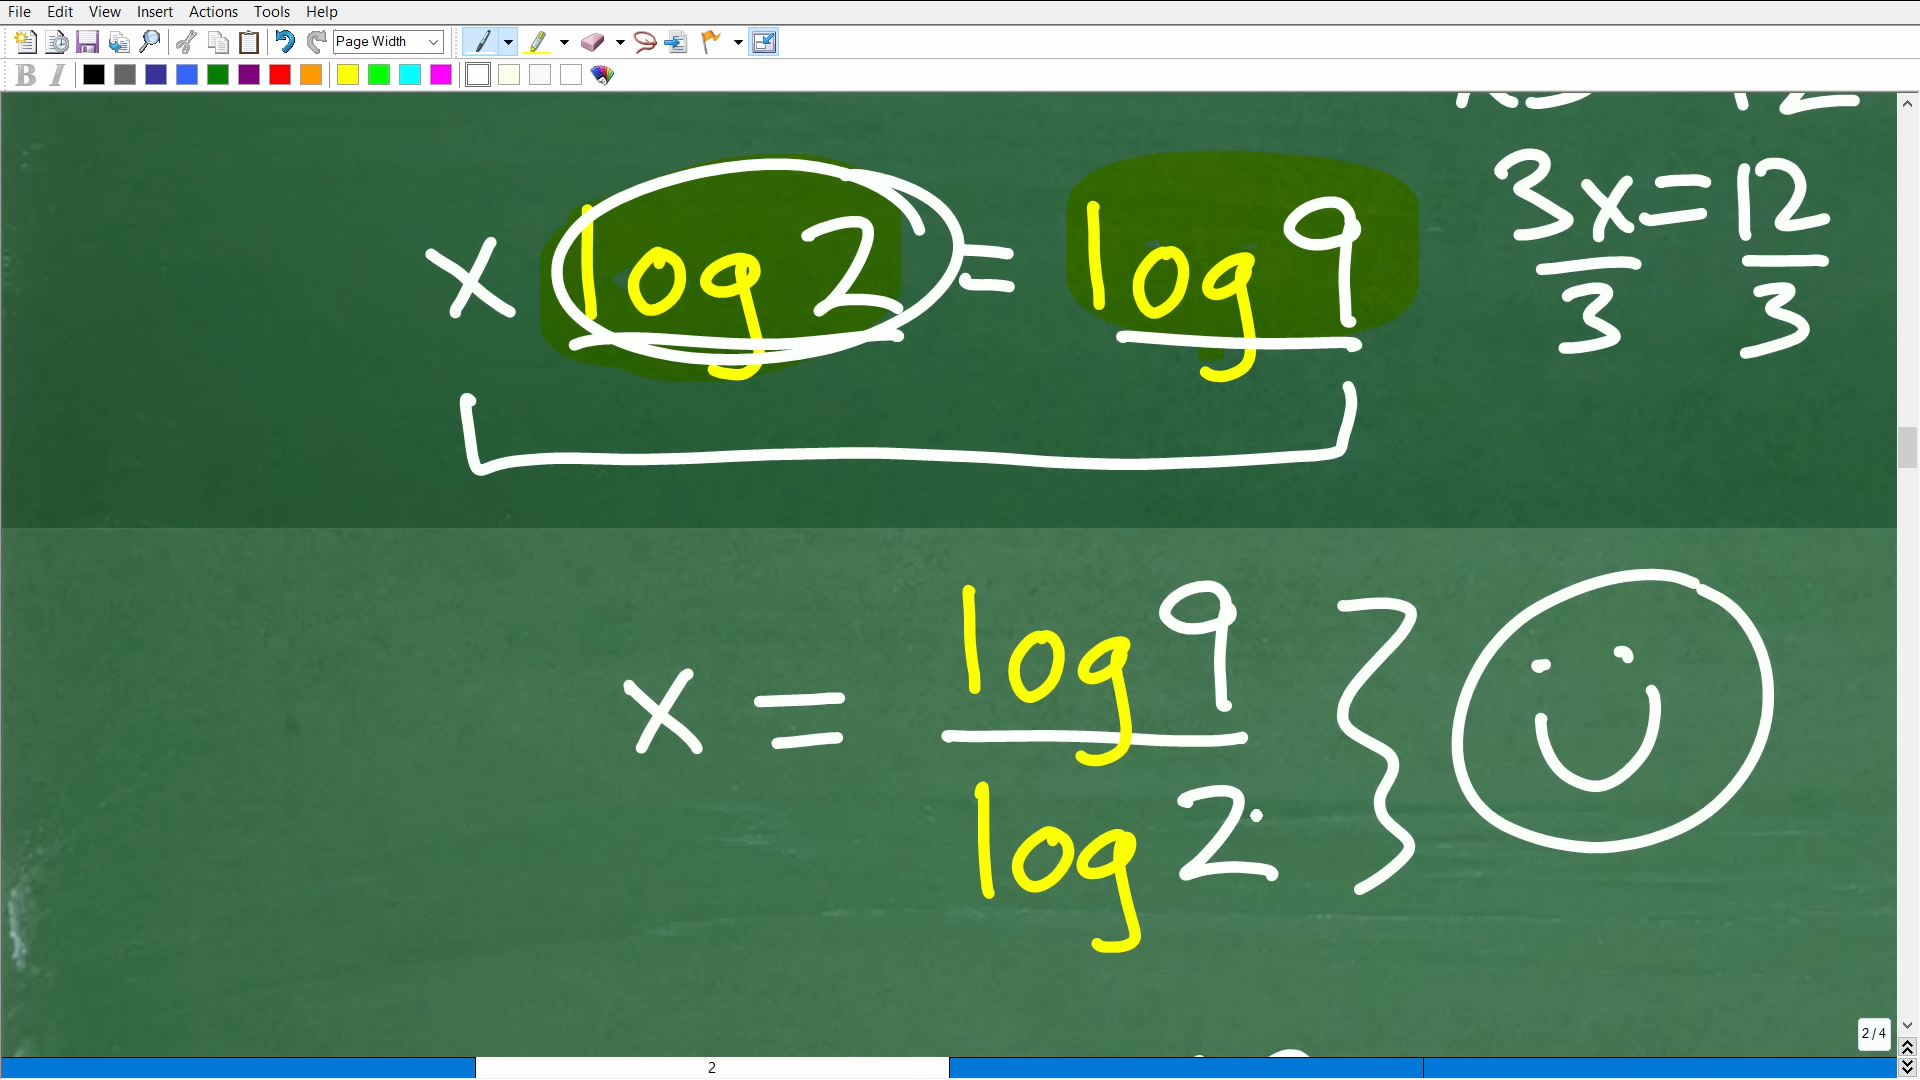 File Edit View Insert Actions Tools Help
Page Width
B I
x log 2 = log 9
3x = 12
3 3
x = log 9
log 2
2 / 4
2